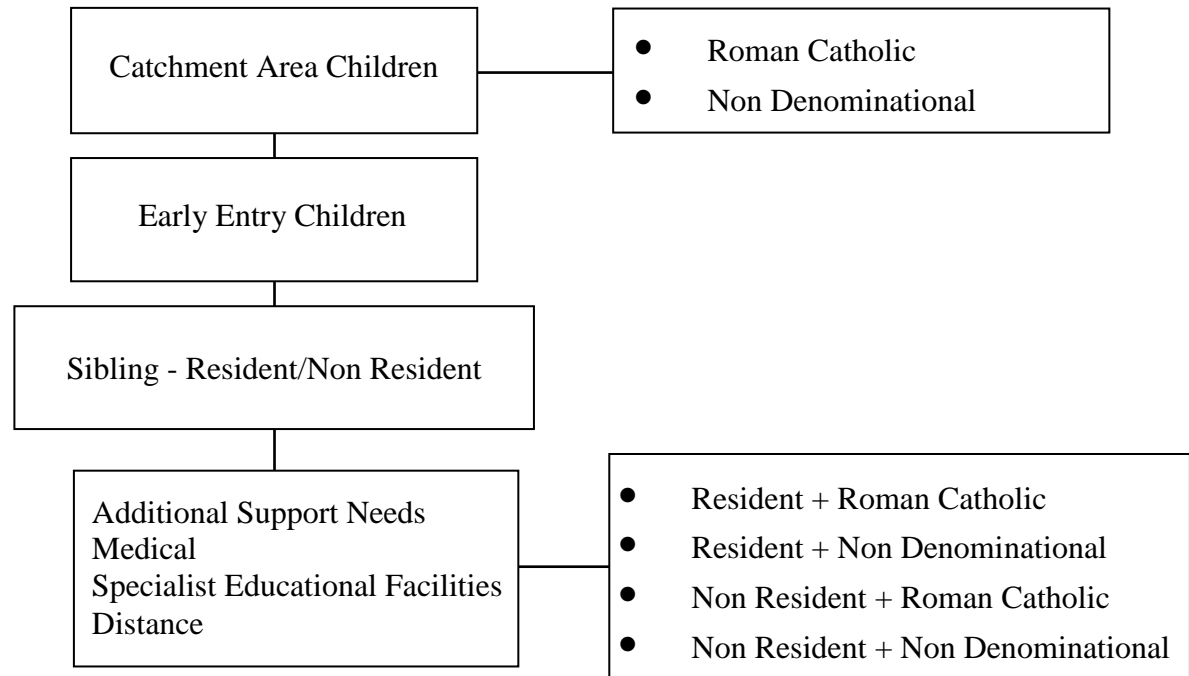 Catchment Area Children
● Roman Catholic
● Non Denominational
Early Entry Children
Sibling - Resident/Non Resident
Additional Support Needs
Medical
Specialist Educational Facilities
Distance
● Resident + Roman Catholic
● Resident + Non Denominational
● Non Resident + Roman Catholic
● Non Resident + Non Denominational